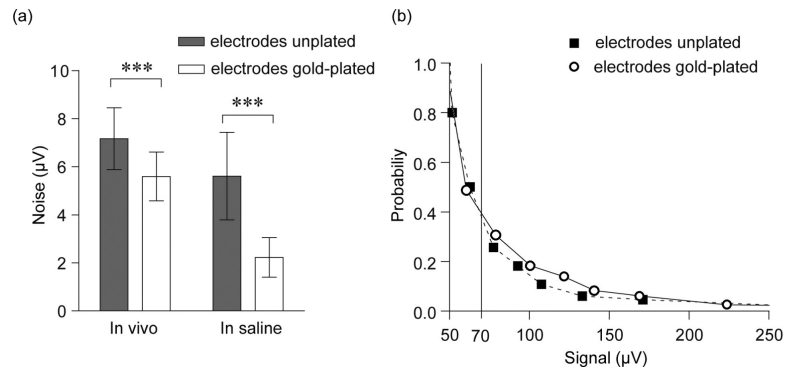 (a)
electrodes unplated
electrodes gold-plated
***
***
10
8
6
4
2
0
Noise (μV)
In vivo
In saline
(b)
electrodes unplated
electrodes gold-plated
1.0
0.8
0.6
0.4
0.2
0.0
Probabiliy
50
70
100
150
200
250
Signal (μV)